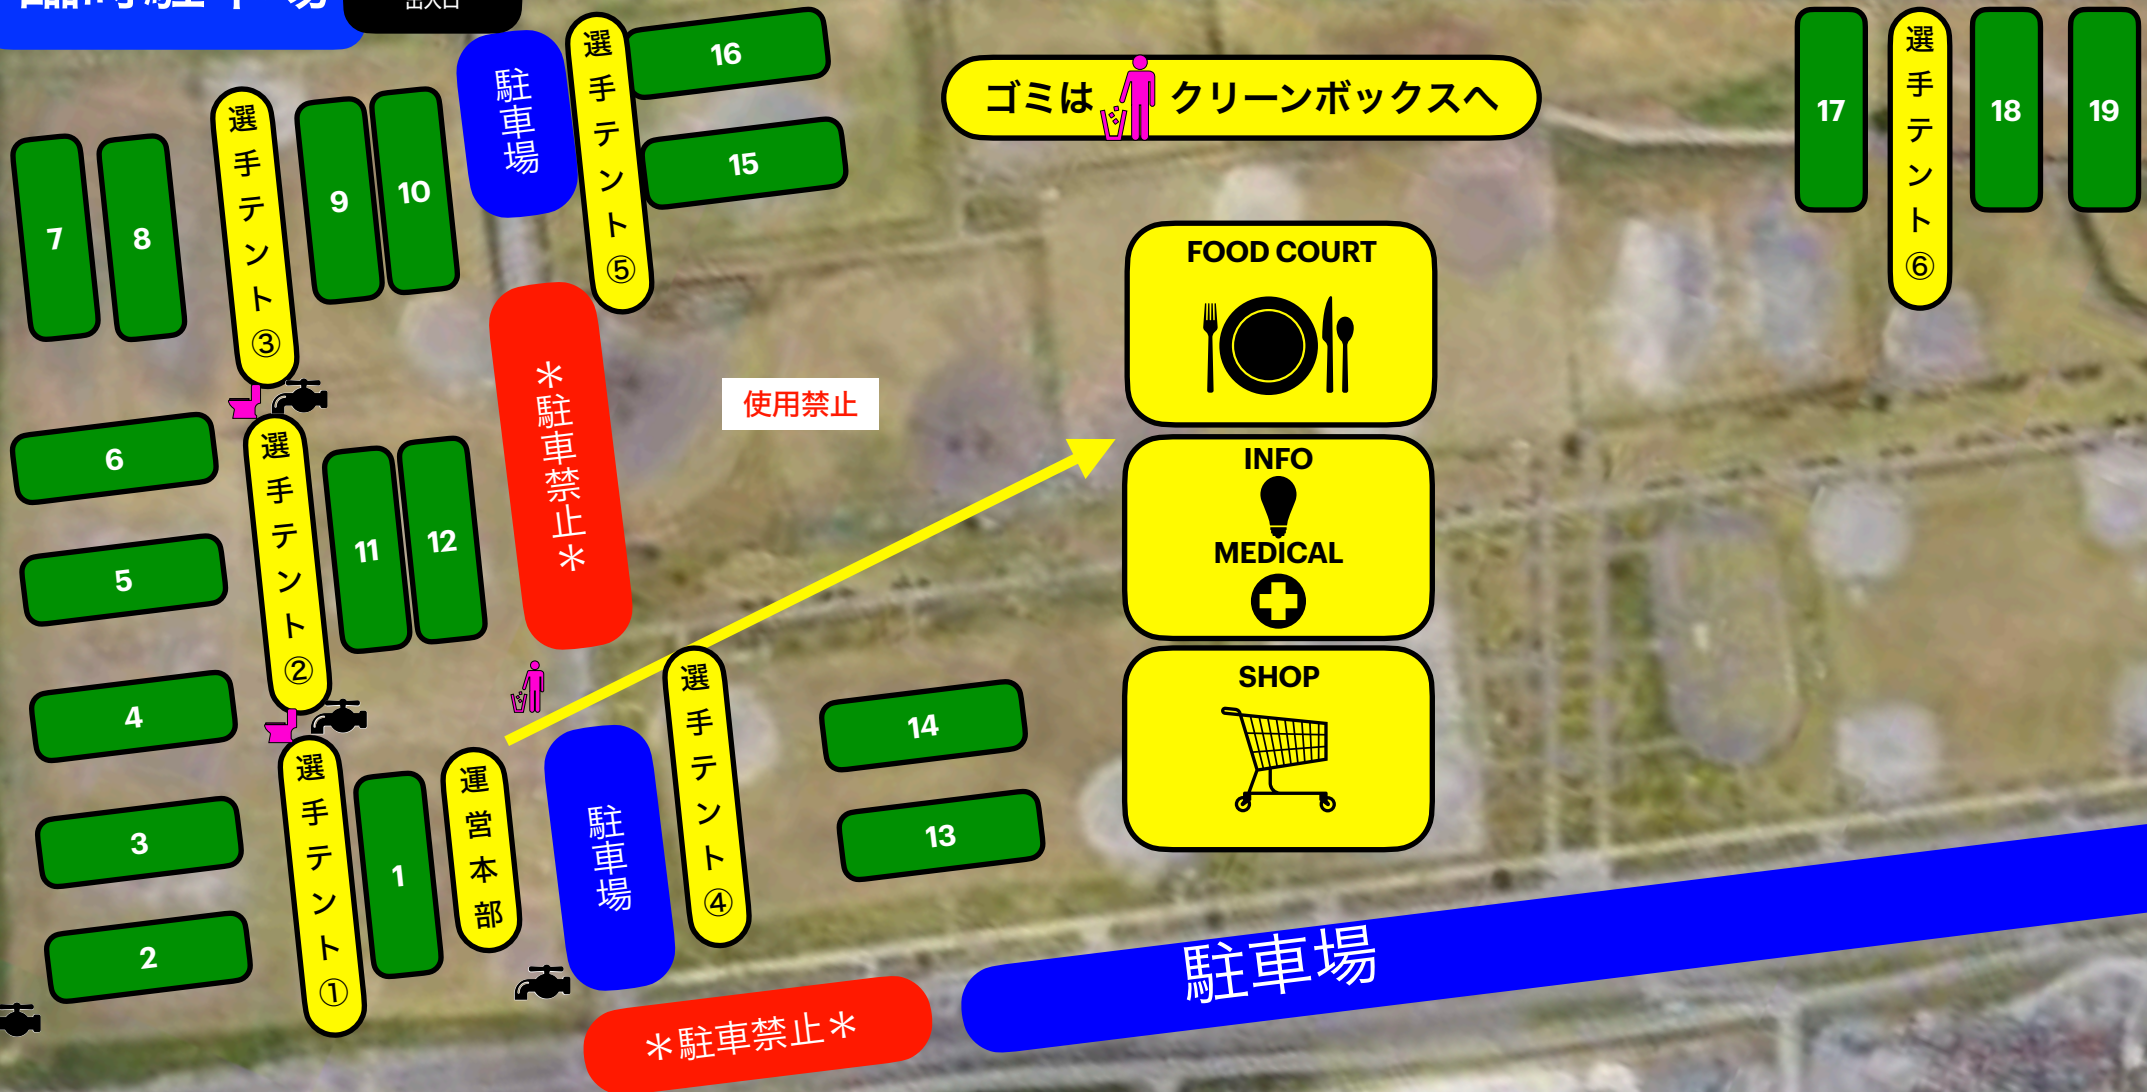 臨時駐車場
出入口
駐車場
選手テント⑤
16
15
ゴミは クリーンボックスへ
17
選手テント⑥
18
19
7
8
選手テント③
9
10
FOOD COURT
*駐車禁止*
使用禁止
6
5
選手テント②
11
12
INFO
MEDICAL
SHOP
4
3
2
選手テント①
1
運営本部
駐車場
選手テント④
14
13
*駐車禁止*
駐車場